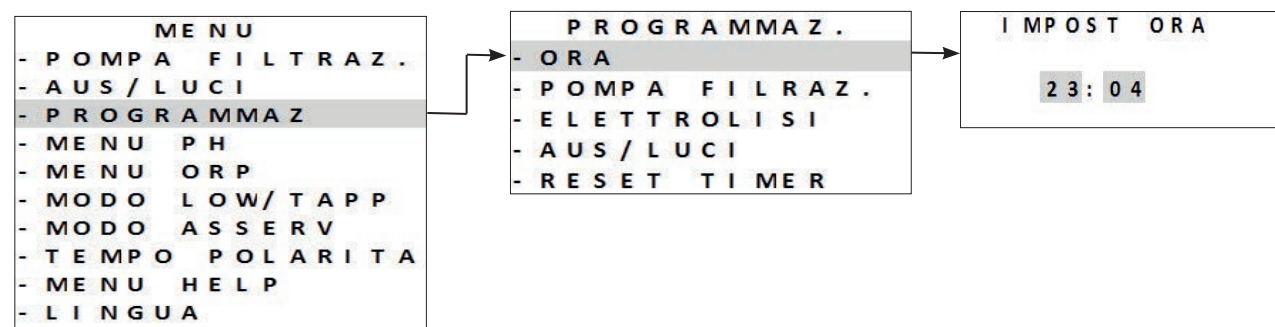 MENU
- POMPA FILTRAZ.
- AUS/LUCI
- PROGRAMMAZ
- MENU PH
- MENU ORP
- MODO LOW/TAPP
- MODO ASSERV
- TEMPO POLARITA
- MENU HELP
- LINGUA
PROGRAMMAZ.
- ORA
- POMPA FILRAZ.
- ELETTROLISI
- AUS/LUCI
- RESET TIMER
IMPOST ORA
23:04